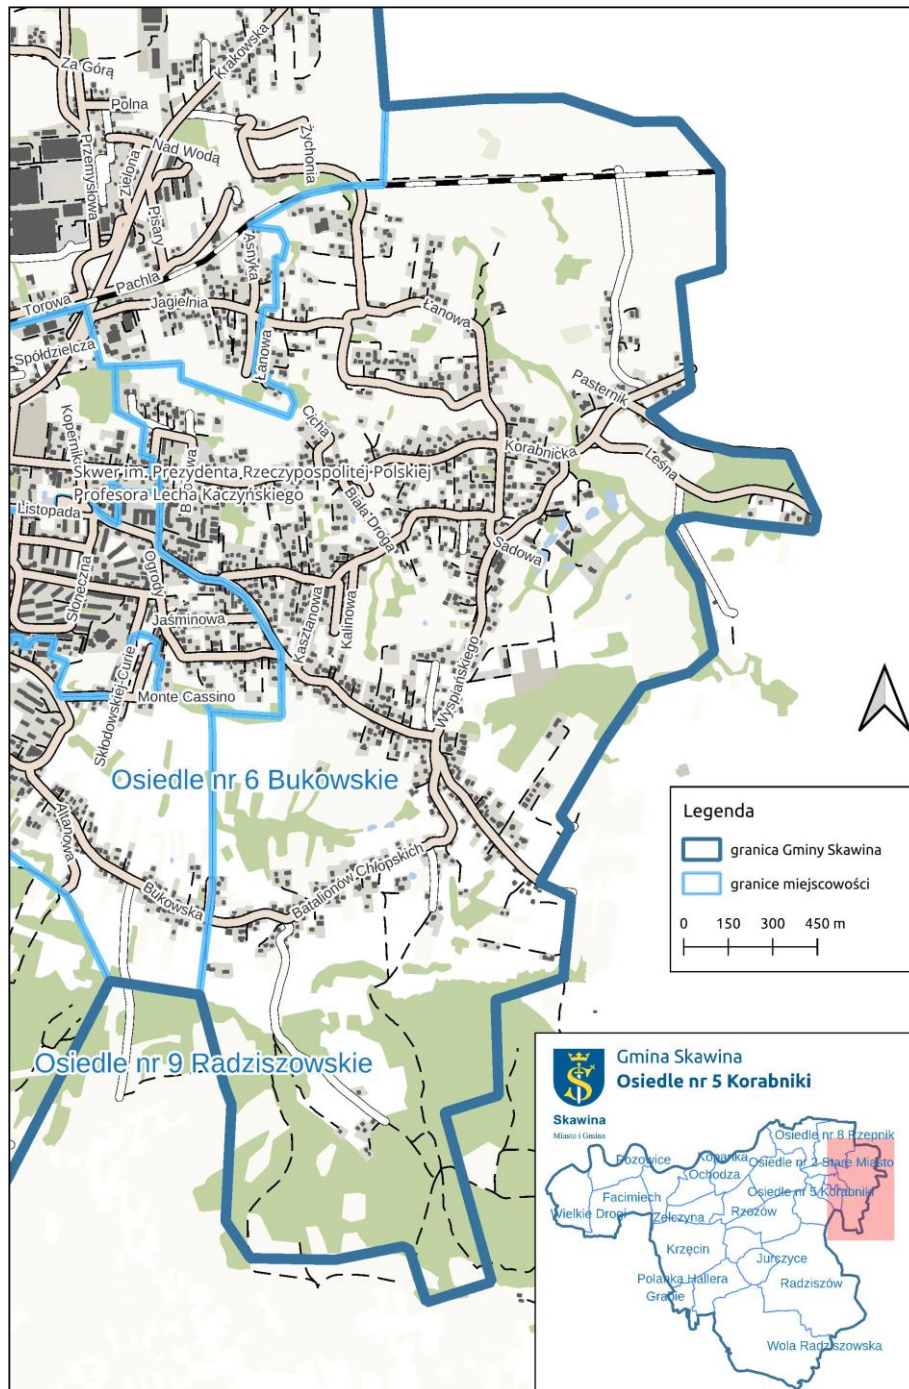 Za Górą
Krakowska
Polna
Nad Wodą
Przemysłowa
Zielona
Pisary
Żychonia
Asnyka
Pachla
Torowa
Jagielnia
Łanowa
Spółdzielcza
Łanowa
Pasternik
Kopernik
Cicha
Korabnicka
Leśna
Skwer im. Prezydenta Rzeczypospolitej Polskiej
Profesora Lecha Kaczyńskiego
Listopada
Biała Droga
Sadowa
Słoneczna
Ogrody
Jaśminowa
Kasztanowa
Kalinowa
Wyspiańskiego
Skłodowskiej-Curie
Monte Cassino
Osiedle nr 6 Bukowskie
Altanowa
Bukowska
Batalionów Chłopskich
Osiedle nr 9 Radziszowskie
Legenda
granica Gminy Skawina
granice miejscowości
0 150 300 450 m
Gmina Skawina
Osiedle nr 5 Korabniki
Skawina
Miasto i Gmina
Osiedle nr 8 Rzepnik
Pozowice
Kopanka
Osiedle nr 2 Stare Miasto
Ochodza
Facimiech
Osiedle nr 5 Korabniki
Wielkie Drogi
Zelczyna
Rzozów
Krzęcin
Jurczyce
Polanka Hallera
Radziszów
Grabie
Wola Radziszowska